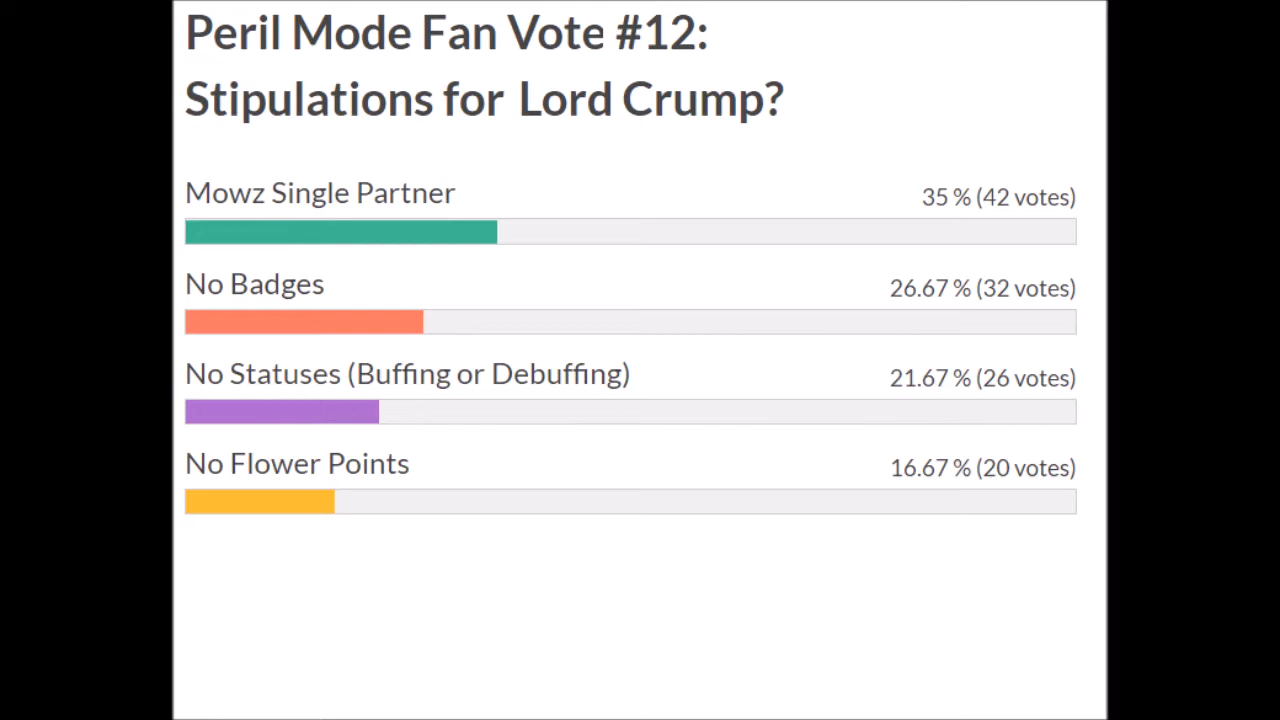 Peril Mode Fan Vote #12:
Stipulations for Lord Crump?
Mowz Single Partner
35 % (42 votes)
No Badges
26.67 % (32 votes)
No Statuses (Buffing or Debuffing)
21.67 % (26 votes)
No Flower Points
16.67 % (20 votes)